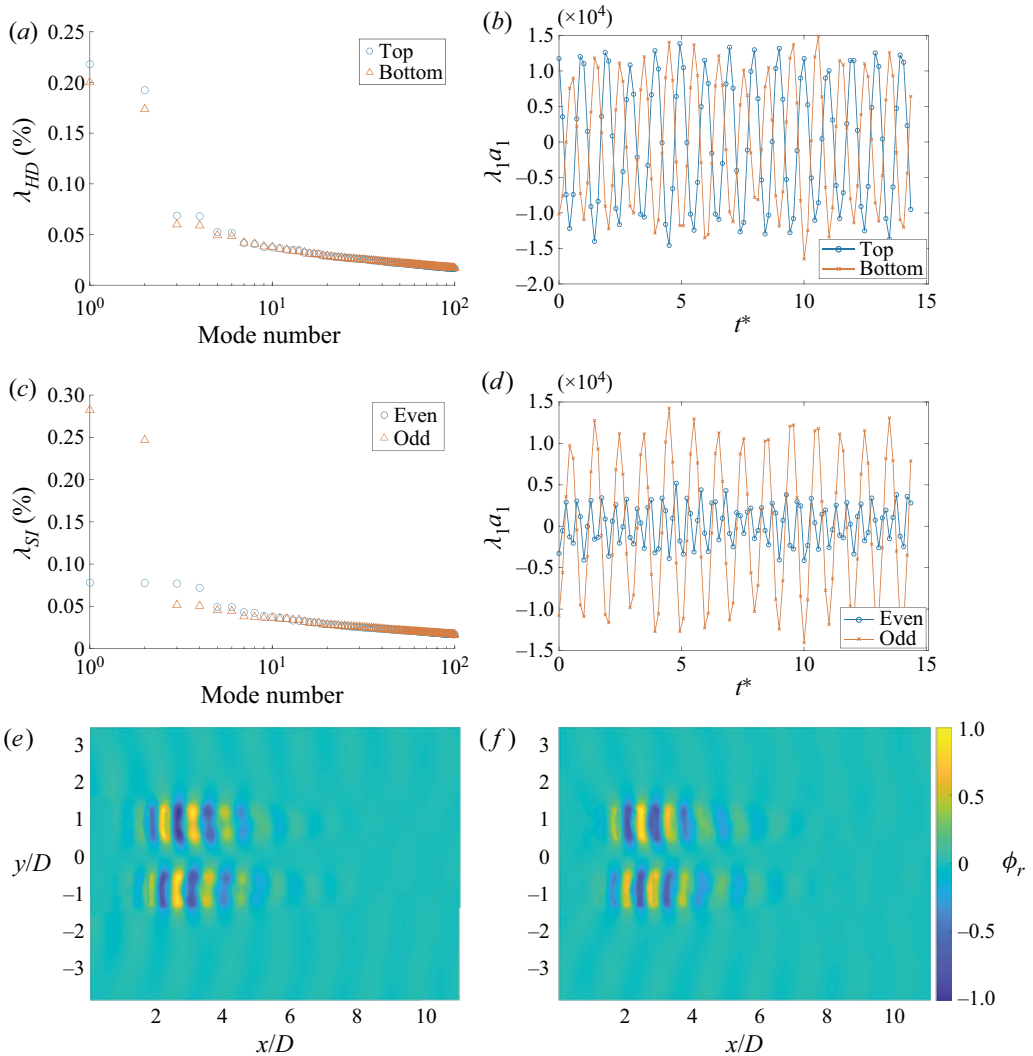 (a)
0.25
0.20
0.15
0.10
0.05
0
10^0
10^1
10^2
λ_HD (%)
Mode number
Top
Bottom
(b)
(×10^4)
1.5
1.0
0.5
0
–0.5
–1.0
–1.5
–2.0
0
5
10
15
λ_1a_1
t*
Top
Bottom
(c)
0.30
0.25
0.20
0.15
0.10
0.05
0
10^0
10^1
10^2
λ_SI (%)
Mode number
Even
Odd
(d)
(×10^4)
1.5
1.0
0.5
0
–0.5
–1.0
–1.5
0
5
10
15
λ_1a_1
t*
Even
Odd
(e)
3
2
1
0
–1
–2
–3
y/D
2
4
6
8
10
x/D
(f)
3
2
1
0
–1
–2
–3
2
4
6
8
10
x/D
1.0
0.5
0
–0.5
–1.0
ϕ_r